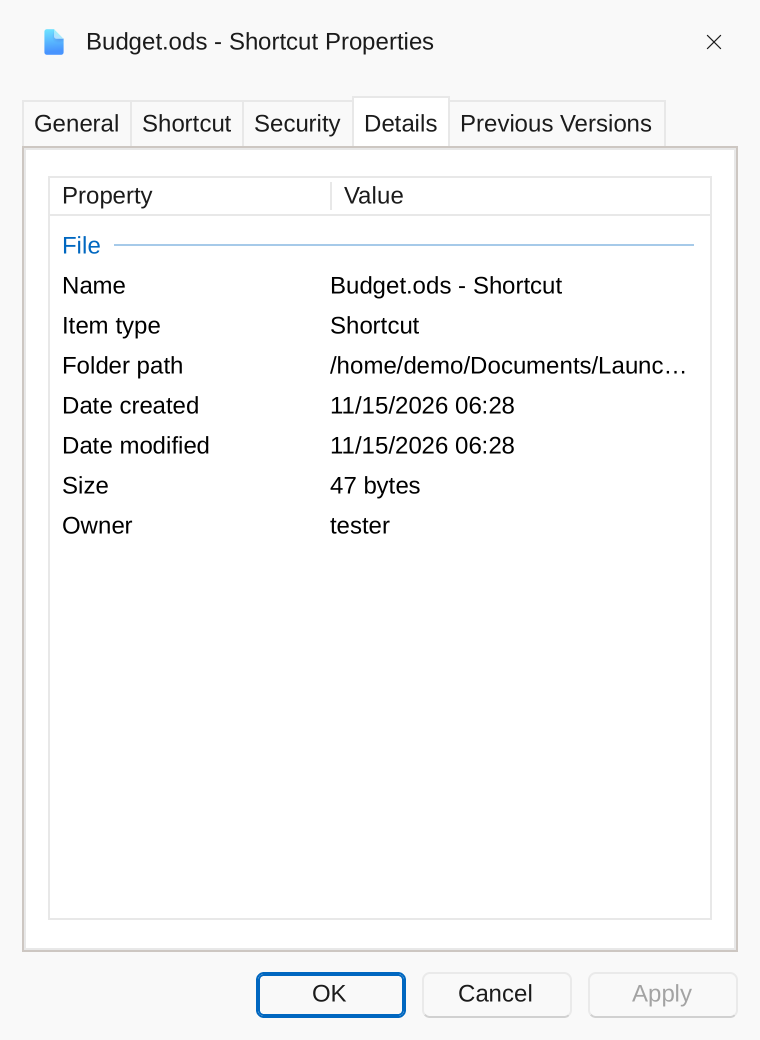 Budget.ods - Shortcut Properties
General Shortcut Security Details Previous Versions
Property Value
File
Name Budget.ods - Shortcut
Item type Shortcut
Folder path /home/demo/Documents/Launc…
Date created 11/15/2026 06:28
Date modified 11/15/2026 06:28
Size 47 bytes
Owner tester
OK Cancel Apply